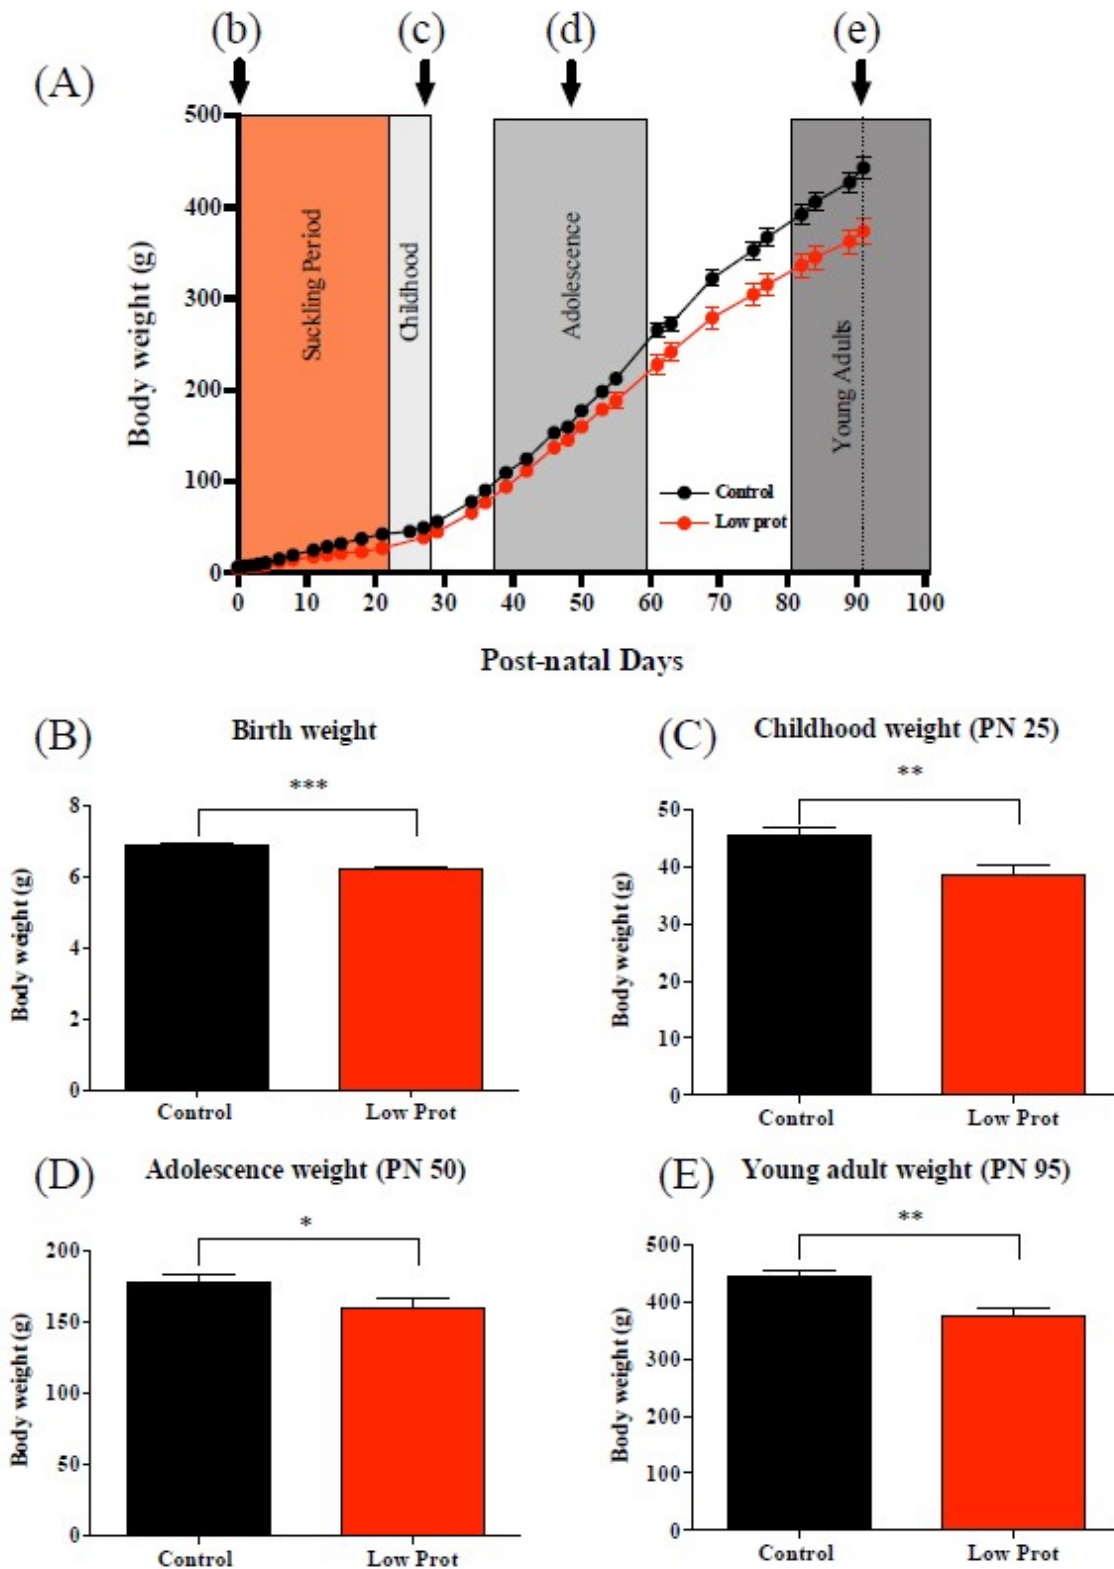 (b) (c) (d) (e)
(A)
500
400
300
200
100
0
Body weight (g)
Suckling Period
Childhood
Adolescence
Young Adults
Control
Low prot
0 10 20 30 40 50 60 70 80 90 100
Post-natal Days
(B) Birth weight
***
8
6
4
2
0
Body weight (g)
Control Low Prot
(C) Childhood weight (PN 25)
**
50
40
30
20
10
0
Body weight (g)
Control Low Prot
(D) Adolescence weight (PN 50)
*
200
150
100
50
0
Body weight (g)
Control Low Prot
(E) Young adult weight (PN 95)
**
500
400
300
200
100
0
Body weight (g)
Control Low Prot